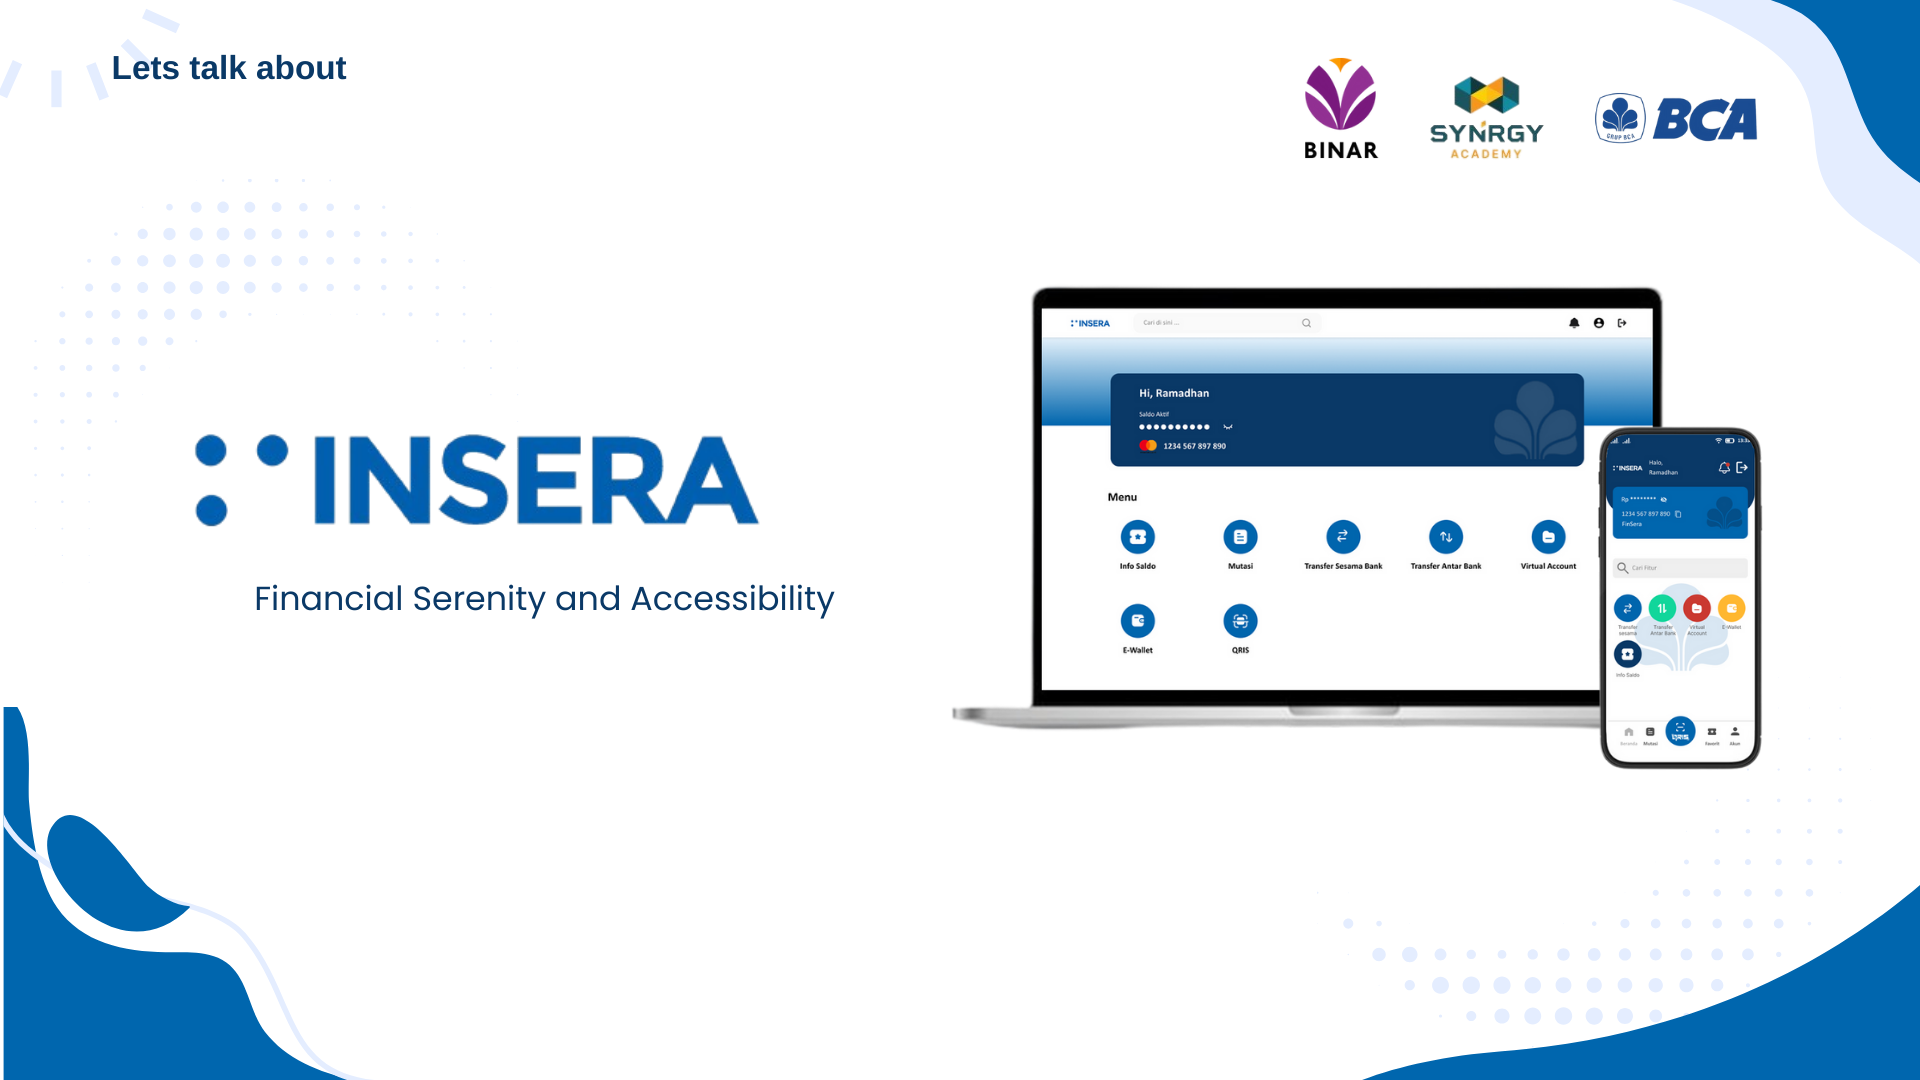 Lets talk about
BINAR
SYNRGY
ACADEMY
GRUP BCA
BCA
INSERA
Financial Serenity and Accessibility
INSERA
Cari di sini ...
Hi, Ramadhan
Saldo Aktif
1234 567 897 890
Menu
Info Saldo
Mutasi
Transfer Sesama Bank
Transfer Antar Bank
Virtual Account
E-Wallet
QRIS
INSERA
Halo,
Ramadhan
Rp ********
1234 567 897 890
FinSera
Cari Fitur
Transfer
sesama
Transfer
Antar Bank
Virtual
Account
E-Wallet
Info Saldo
QRIS
Beranda
Mutasi
Favorit
Akun